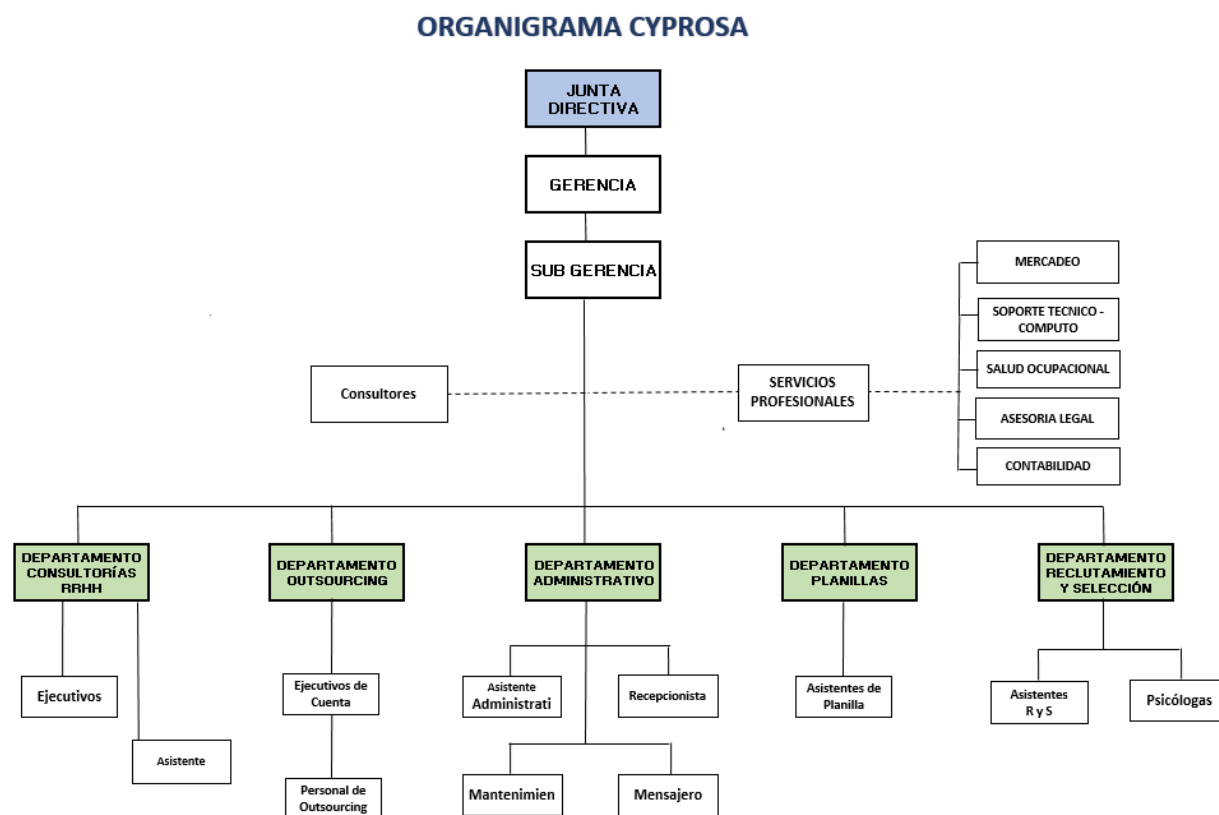 ORGANIGRAMA CYPROSA
JUNTA
DIRECTIVA
GERENCIA
SUB GERENCIA
MERCADEO
SOPORTE TECNICO -
COMPUTO
SALUD OCUPACIONAL
ASESORIA LEGAL
CONTABILIDAD
Consultores
SERVICIOS
PROFESIONALES
DEPARTAMENTO
CONSULTORÍAS
RRHH
DEPARTAMENTO
OUTSOURCING
DEPARTAMENTO
ADMINISTRATIVO
DEPARTAMENTO
PLANILLAS
DEPARTAMENTO
RECLUTAMIENTO
Y SELECCIÓN
Ejecutivos
Asistente
Ejecutivos de
Cuenta
Personal de
Outsourcing
Asistente
Administrati
Recepcionista
Mantenimien
Mensajero
Asistentes de
Planilla
Asistentes
R y S
Psicólogas